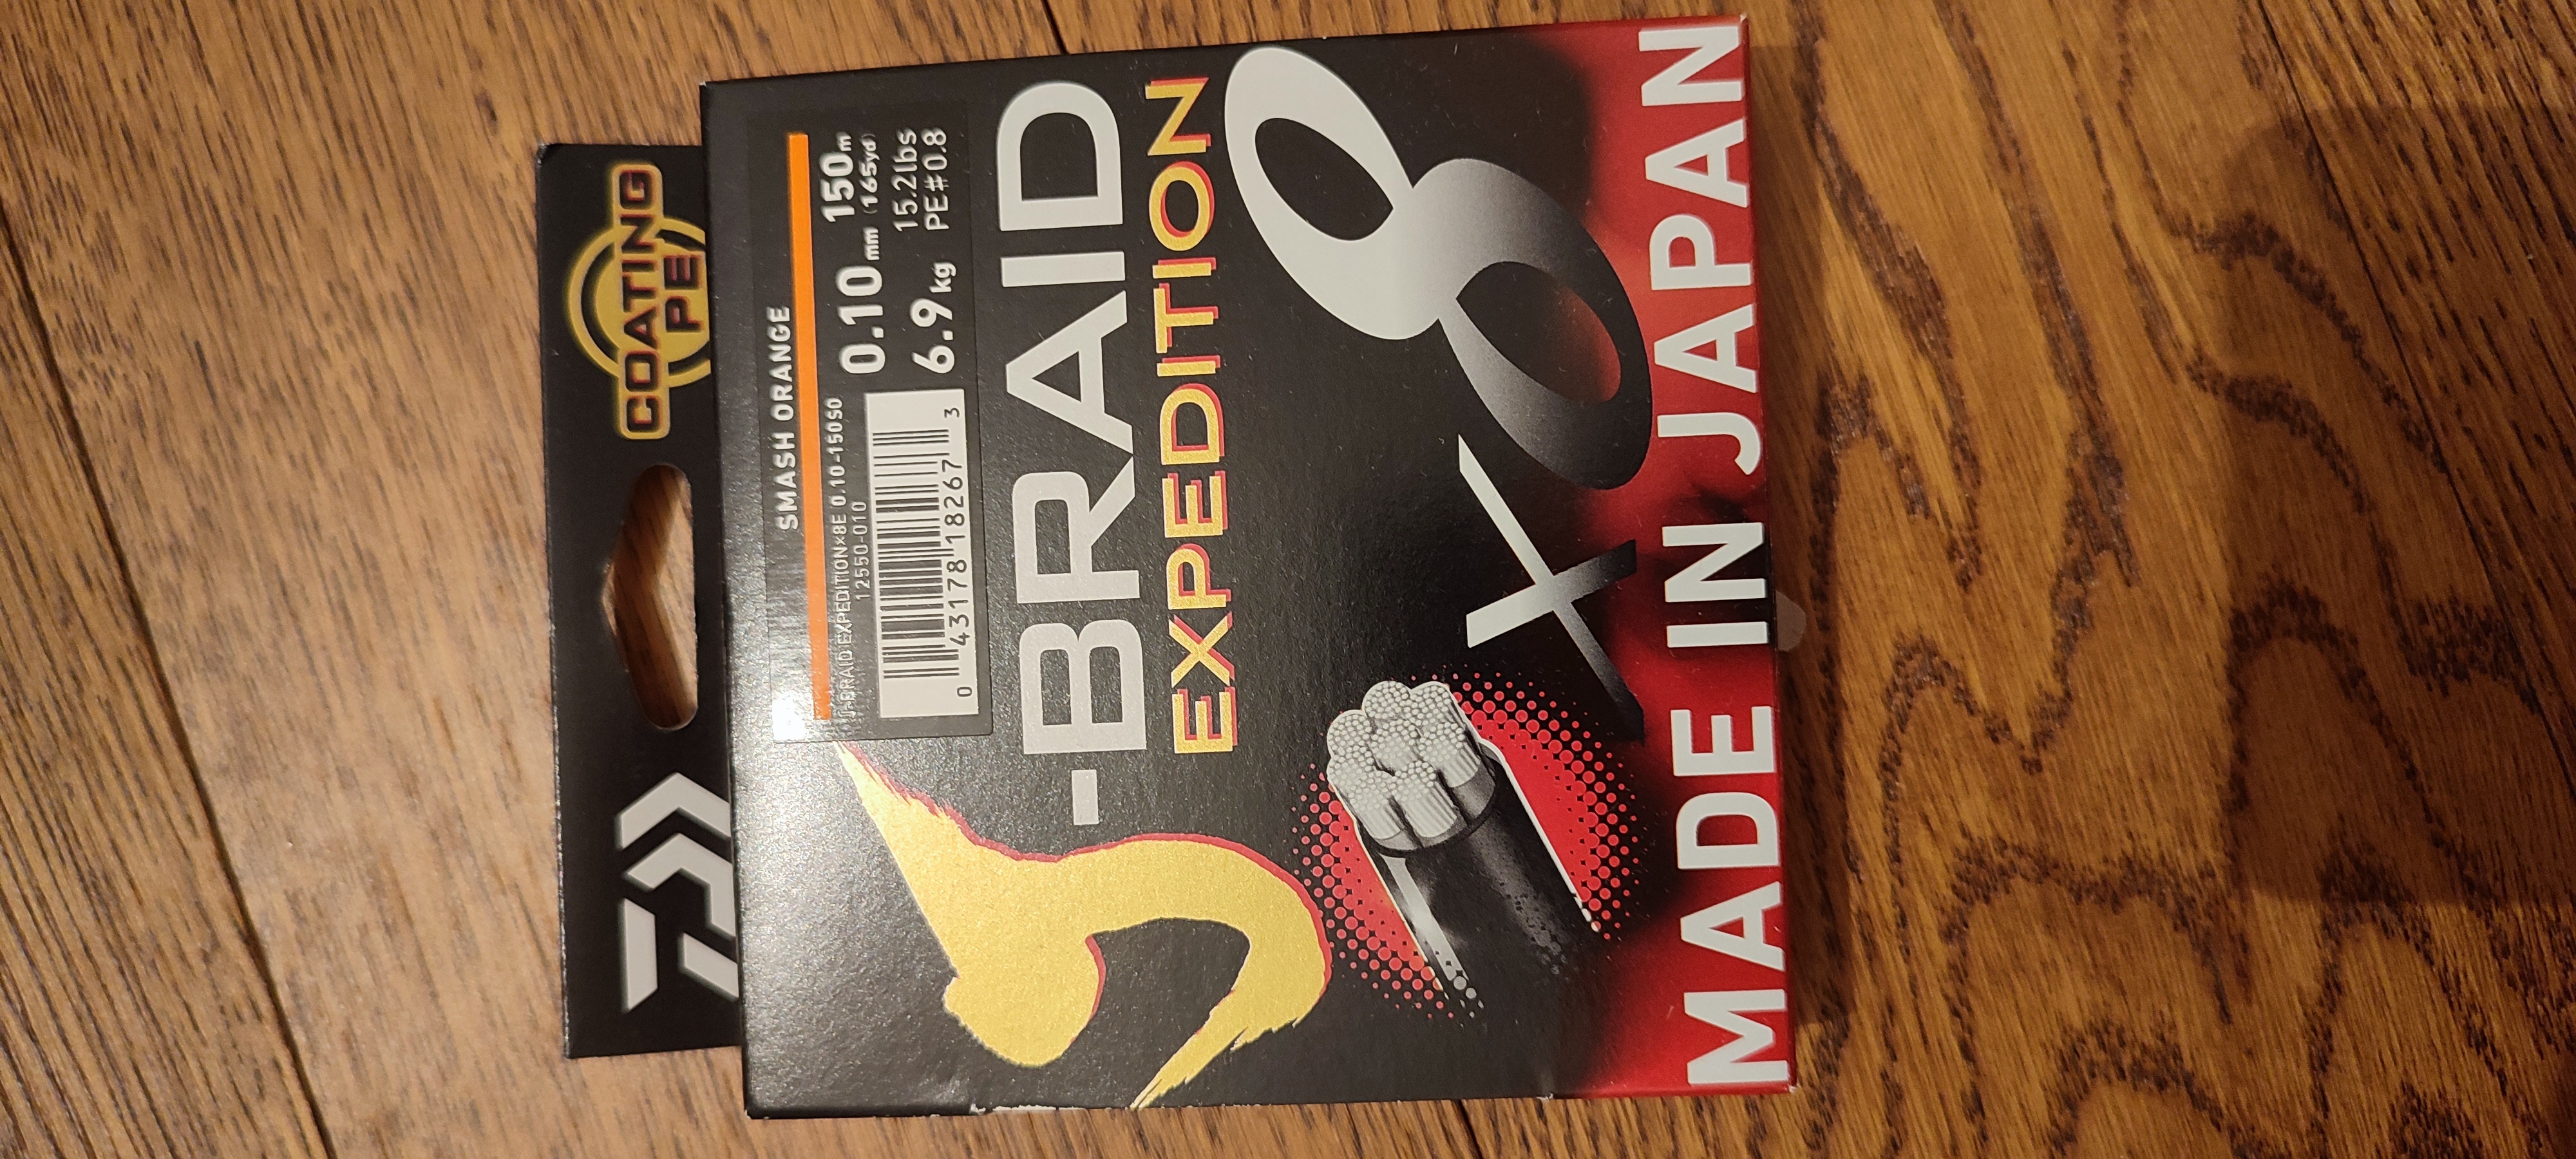 COATING
PE
SMASH ORANGE
J-BRAID EXPEDITION×8E 0.10-150SO
12550-010
0.10mm 150m
(165yd)
6.9kg 15.2lbs
PE#0.8
0 43178 18267 3
J-BRAID
EXPEDITION
X8
MADE IN JAPAN